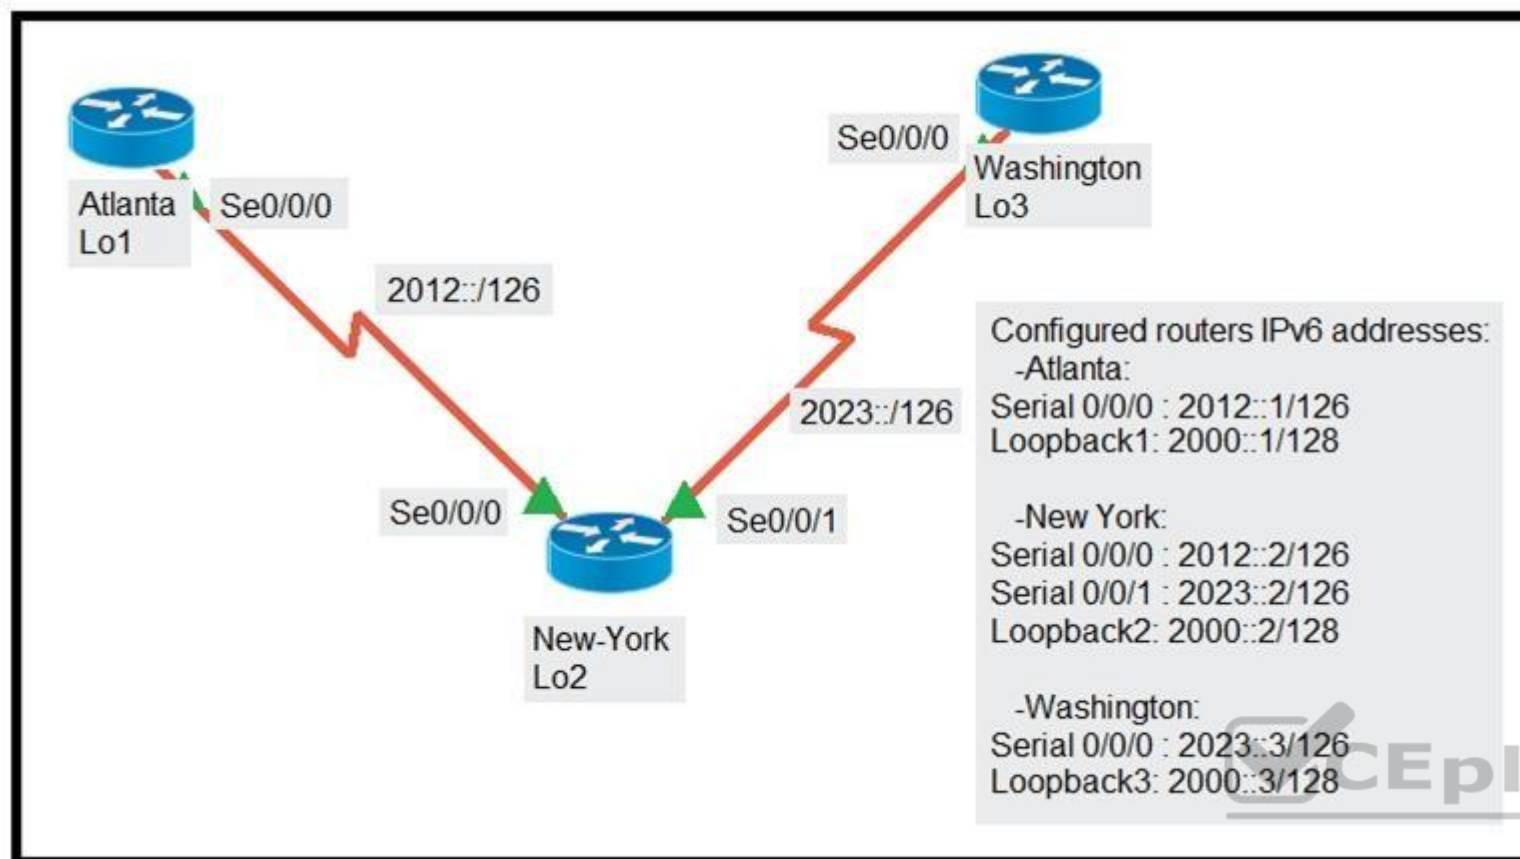 Se0/0/0
Washington
Lo3
Atlanta
Lo1
Se0/0/0
2012::/126
2023::/126
Se0/0/0
Se0/0/1
New-York
Lo2
Configured routers IPv6 addresses:
-Atlanta:
Serial 0/0/0 : 2012::1/126
Loopback1: 2000::1/128
-New York:
Serial 0/0/0 : 2012::2/126
Serial 0/0/1 : 2023::2/126
Loopback2: 2000::2/128
-Washington:
Serial 0/0/0 : 2023::3/126
Loopback3: 2000::3/128